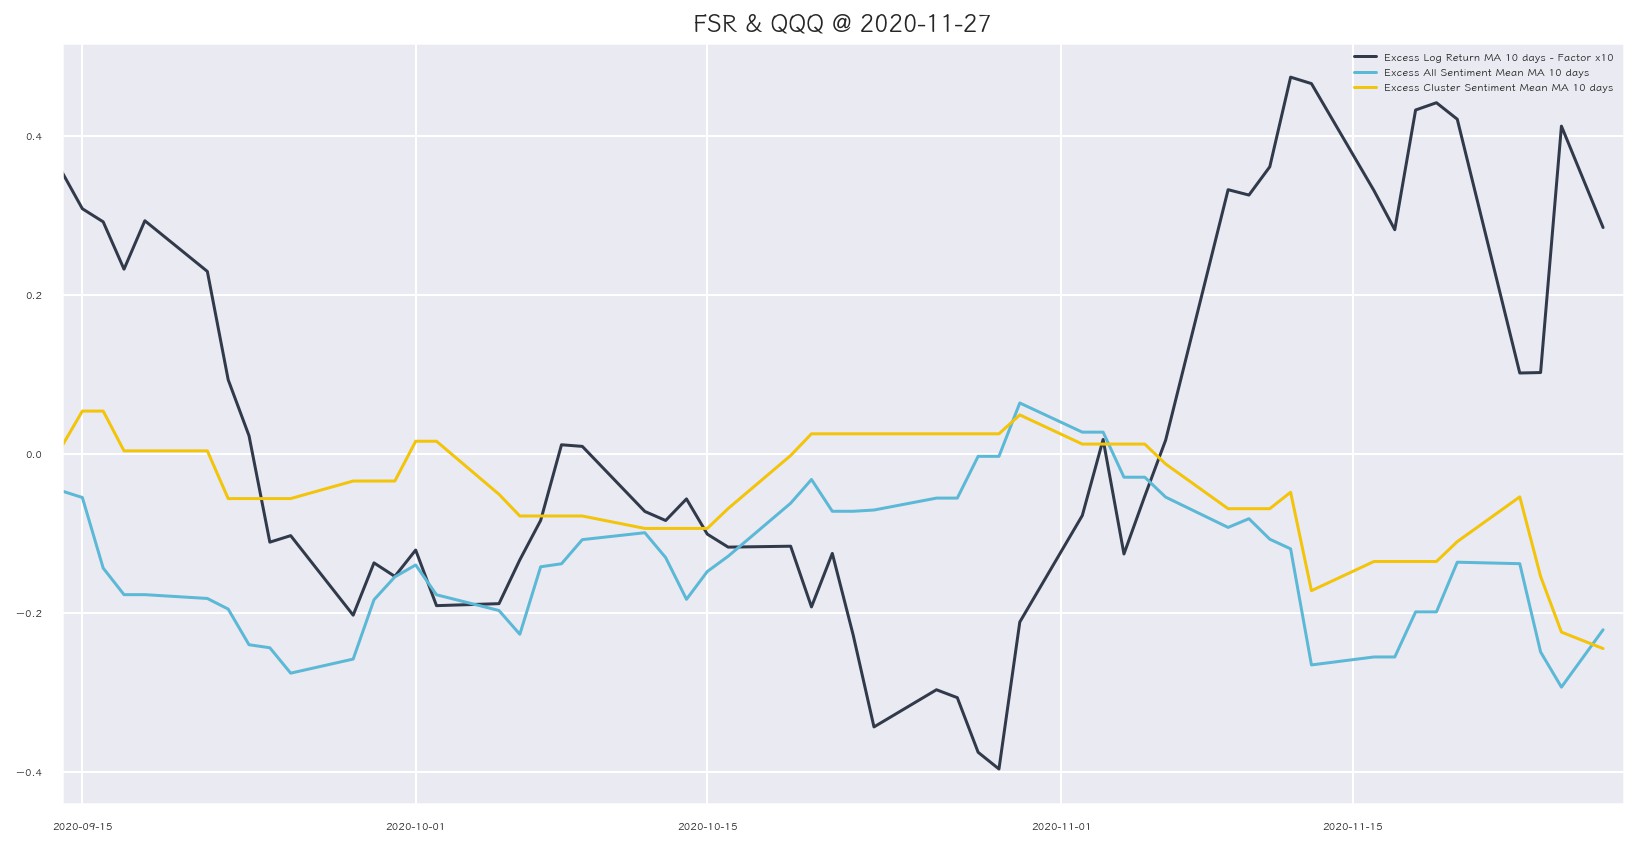 FSR & QQQ @ 2020-11-27
Excess Log Return MA 10 days - Factor x10
Excess All Sentiment Mean MA 10 days
Excess Cluster Sentiment Mean MA 10 days
0.4
0.2
0.0
−0.2
−0.4
2020-09-15
2020-10-01
2020-10-15
2020-11-01
2020-11-15